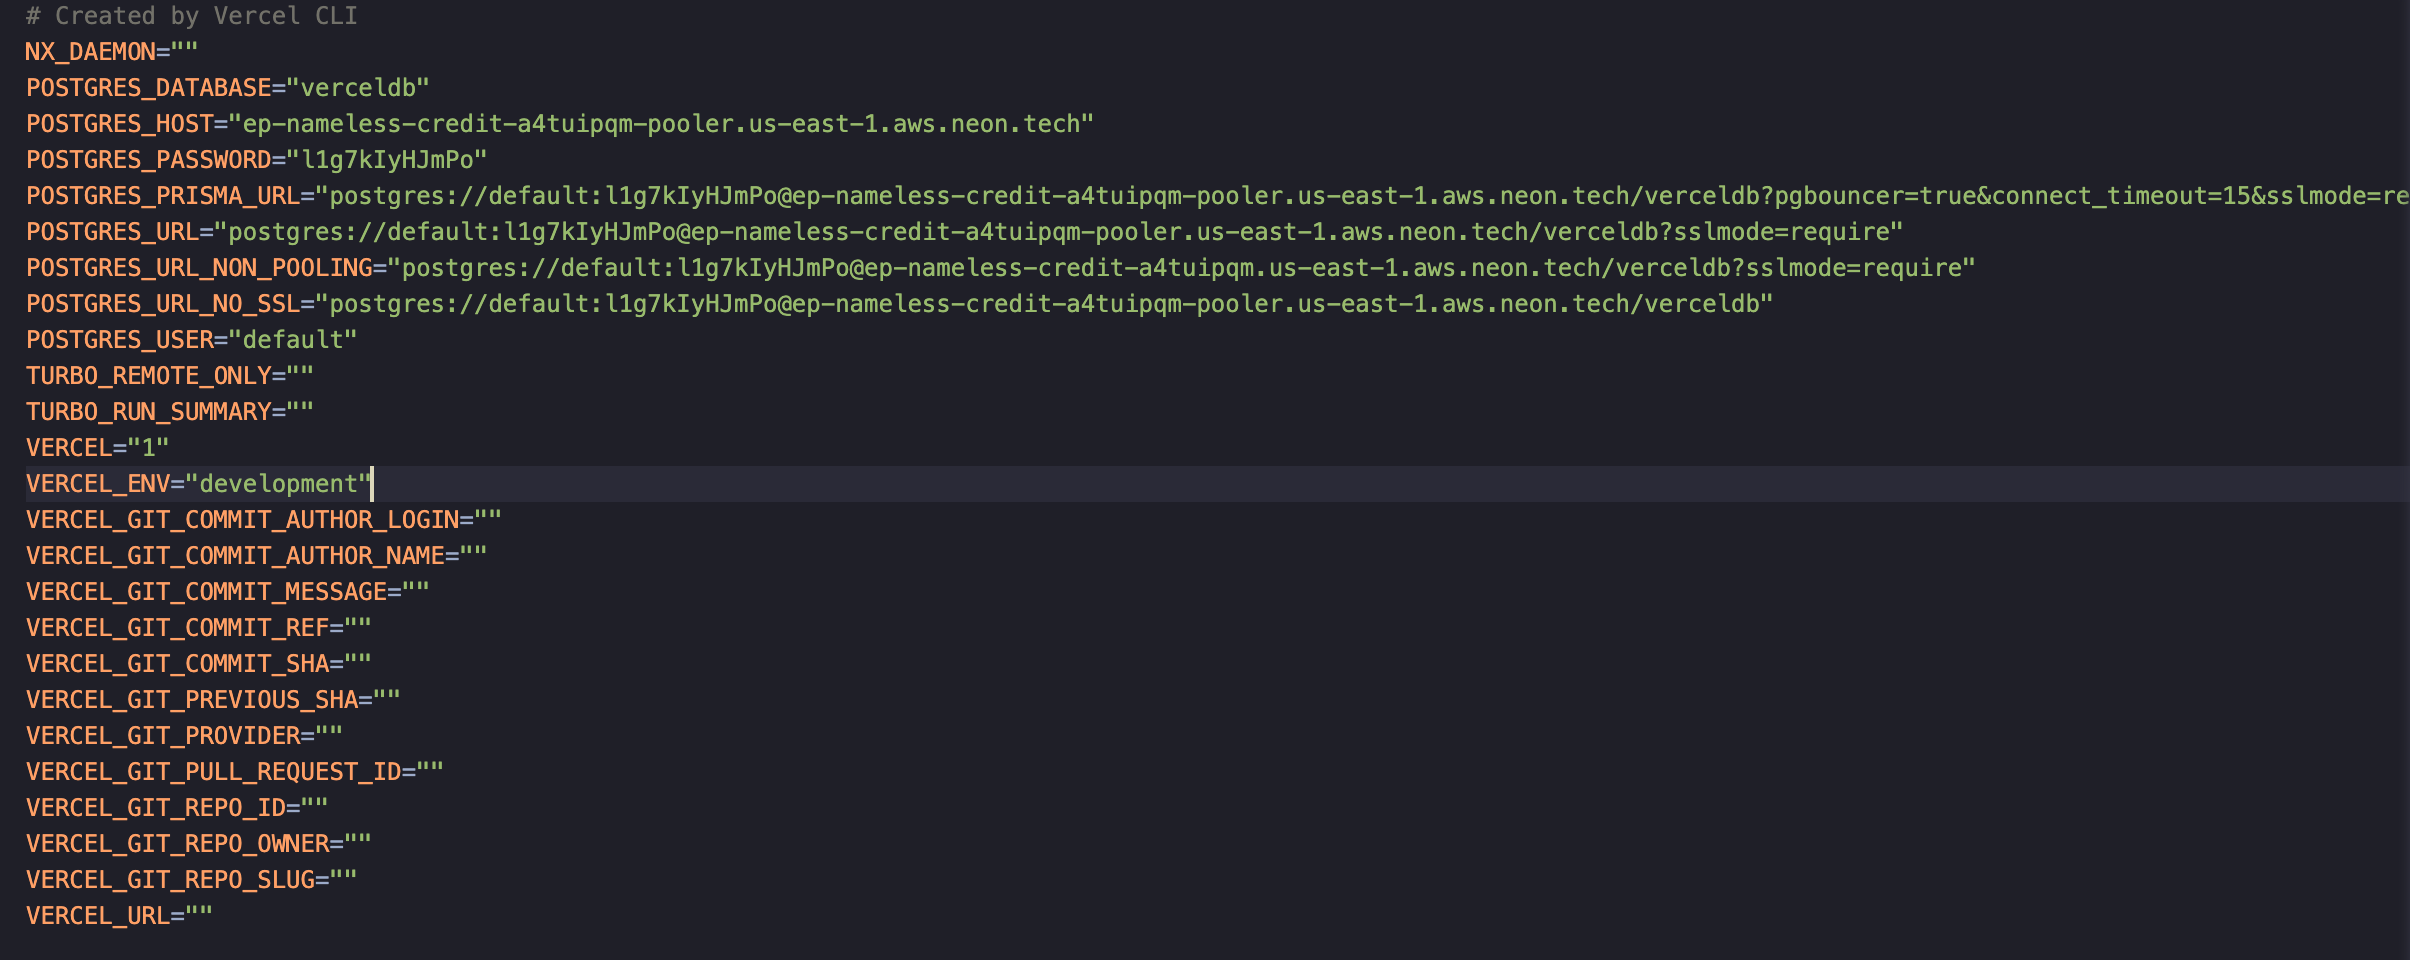 # Created by Vercel CLI
NX_DAEMON=""
POSTGRES_DATABASE="verceldb"
POSTGRES_HOST="ep-nameless-credit-a4tuipqm-pooler.us-east-1.aws.neon.tech"
POSTGRES_PASSWORD="l1g7kIyHJmPo"
POSTGRES_PRISMA_URL="postgres://default:l1g7kIyHJmPo@ep-nameless-credit-a4tuipqm-pooler.us-east-1.aws.neon.tech/verceldb?pgbouncer=true&connect_timeout=15&sslmode=re
POSTGRES_URL="postgres://default:l1g7kIyHJmPo@ep-nameless-credit-a4tuipqm-pooler.us-east-1.aws.neon.tech/verceldb?sslmode=require"
POSTGRES_URL_NON_POOLING="postgres://default:l1g7kIyHJmPo@ep-nameless-credit-a4tuipqm.us-east-1.aws.neon.tech/verceldb?sslmode=require"
POSTGRES_URL_NO_SSL="postgres://default:l1g7kIyHJmPo@ep-nameless-credit-a4tuipqm-pooler.us-east-1.aws.neon.tech/verceldb"
POSTGRES_USER="default"
TURBO_REMOTE_ONLY=""
TURBO_RUN_SUMMARY=""
VERCEL="1"
VERCEL_ENV="development"
VERCEL_GIT_COMMIT_AUTHOR_LOGIN=""
VERCEL_GIT_COMMIT_AUTHOR_NAME=""
VERCEL_GIT_COMMIT_MESSAGE=""
VERCEL_GIT_COMMIT_REF=""
VERCEL_GIT_COMMIT_SHA=""
VERCEL_GIT_PREVIOUS_SHA=""
VERCEL_GIT_PROVIDER=""
VERCEL_GIT_PULL_REQUEST_ID=""
VERCEL_GIT_REPO_ID=""
VERCEL_GIT_REPO_OWNER=""
VERCEL_GIT_REPO_SLUG=""
VERCEL_URL=""